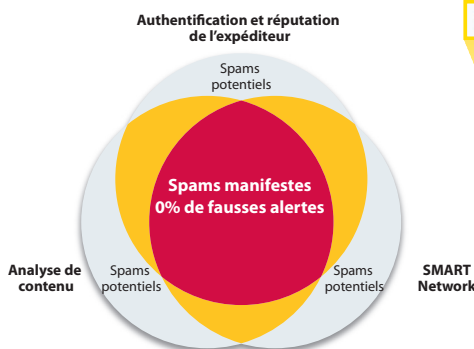 Authentification et réputation
de l’expéditeur
Spams
potentiels
Spams manifestes
0% de fausses alertes
Analyse de
contenu
Spams
potentiels
Spams
potentiels
SMART
Network